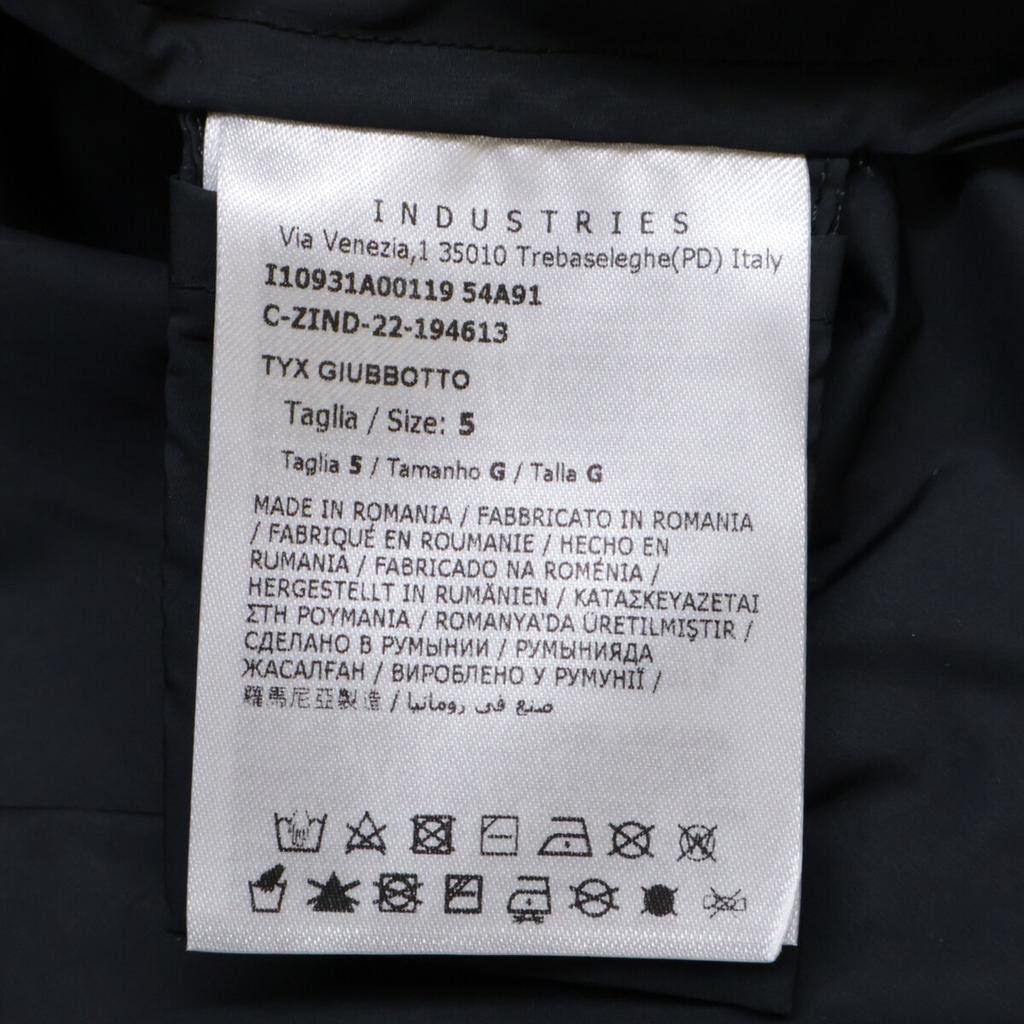 INDUSTRIES
Via Venezia,1 35010 Trebaseleghe(PD) Italy
I10931A00119 54A91
C-ZIND-22-194613
TYX GIUBBOTTO
Taglia / Size: 5
Taglia 5 / Tamanho G / Talla G
MADE IN ROMANIA / FABBRICATO IN ROMANIA
/ FABRIQUÉ EN ROUMANIE / HECHO EN
RUMANIA / FABRICADO NA ROMÉNIA /
HERGESTELLT IN RUMÄNIEN / ΚΑΤΑΣΚΕΥΑΖΕΤΑΙ
ΣΤΗ ΡΟΥΜΑΝΙΑ / ROMANYA'DA ÜRETILMIŞTIR /
СДЕЛАНО В РУМЫНИИ / РУМЫНИЯДА
ЖАСАЛҒАН / ВИРОБЛЕНО У РУМУНІЇ /
羅馬尼亞製造 / صنع في رومانيا